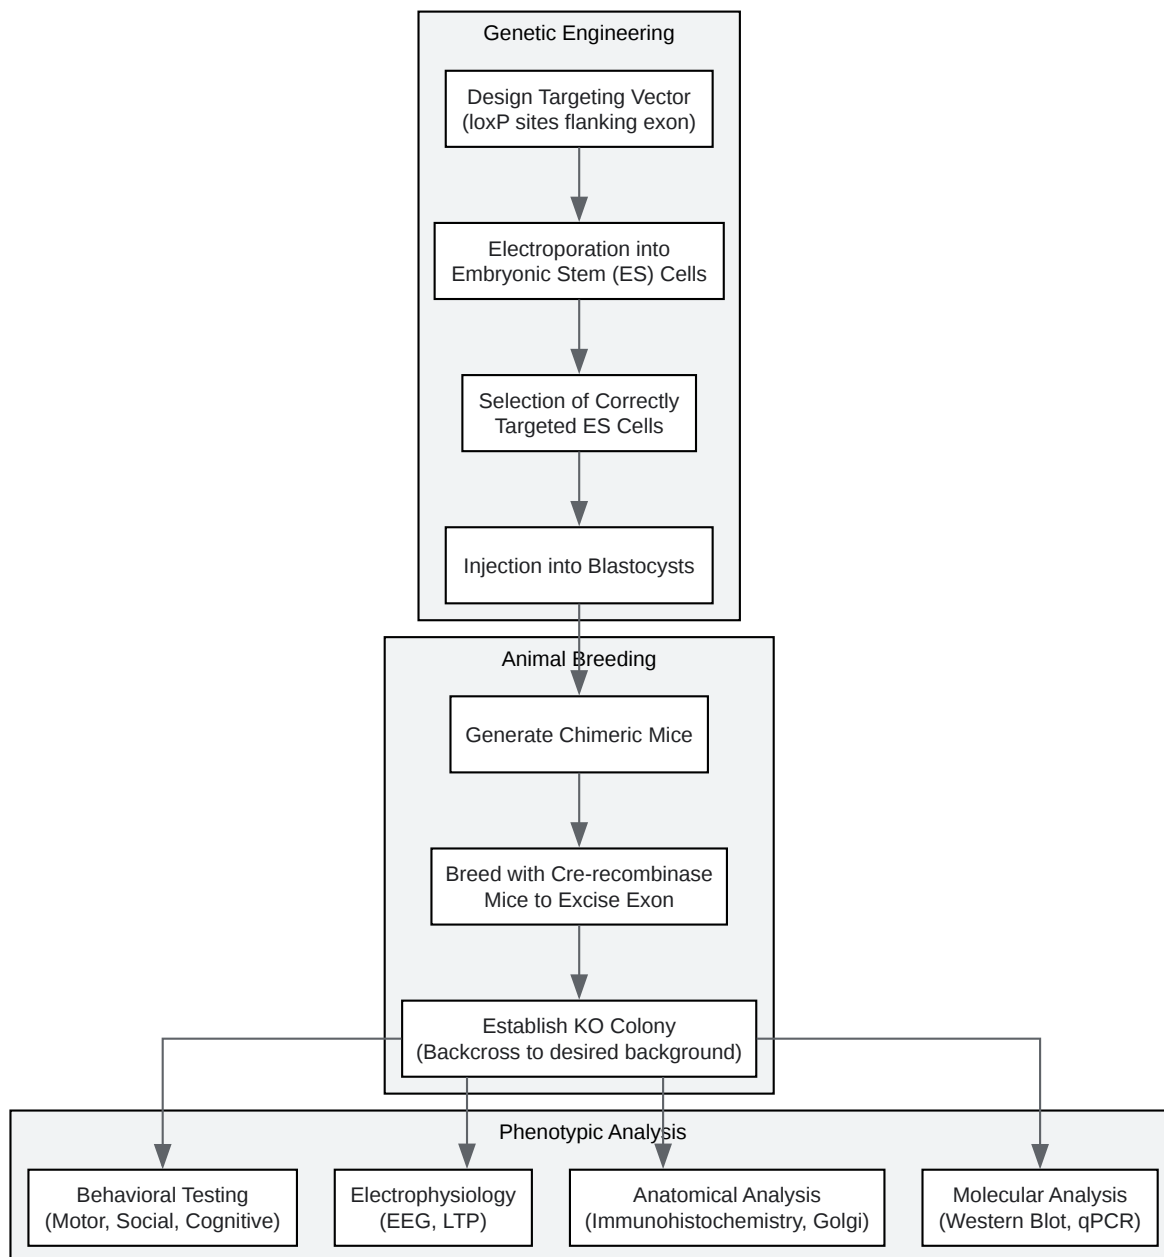 Genetic Engineering
Design Targeting Vector
(loxP sites flanking exon)
Electroporation into
Embryonic Stem (ES) Cells
Selection of Correctly
Targeted ES Cells
Injection into Blastocysts
Animal Breeding
Generate Chimeric Mice
Breed with Cre-recombinase
Mice to Excise Exon
Establish KO Colony
(Backcross to desired background)
Phenotypic Analysis
Behavioral Testing
(Motor, Social, Cognitive)
Electrophysiology
(EEG, LTP)
Anatomical Analysis
(Immunohistochemistry, Golgi)
Molecular Analysis
(Western Blot, qPCR)